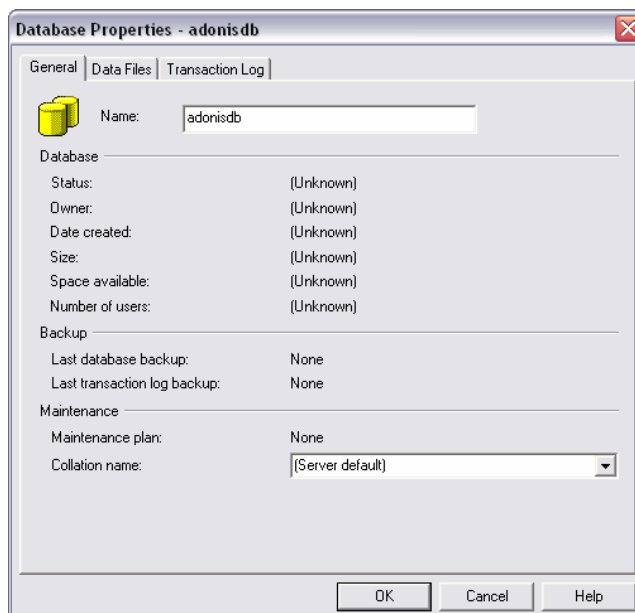 Database Properties - adonisdb
General Data Files Transaction Log
Name: adonisdb
Database
Status: (Unknown)
Owner: (Unknown)
Date created: (Unknown)
Size: (Unknown)
Space available: (Unknown)
Number of users: (Unknown)
Backup
Last database backup: None
Last transaction log backup: None
Maintenance
Maintenance plan: None
Collation name: (Server default)
OK Cancel Help